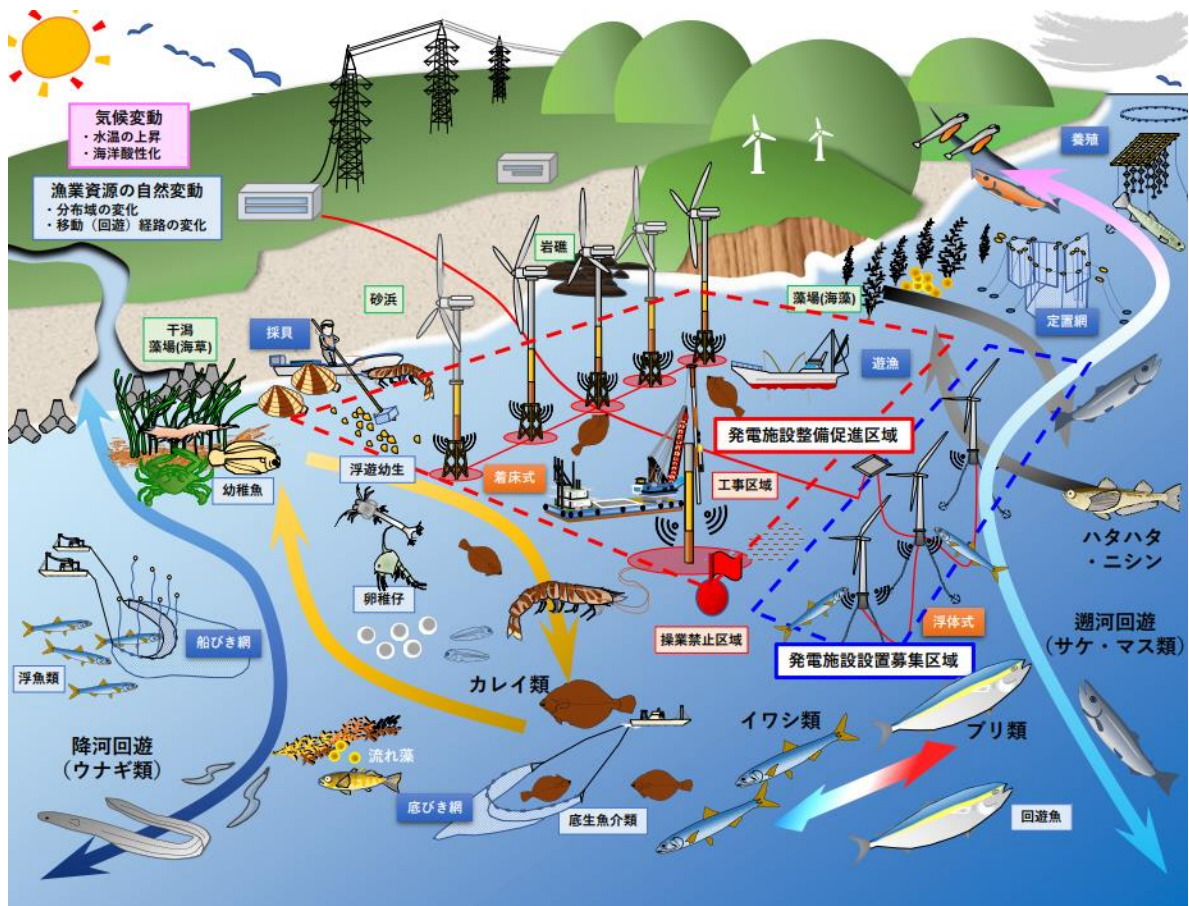 気候変動
・水温の上昇
・海洋酸性化
漁業資源の自然変動
・分布域の変化
・移動（回遊）経路の変化
養殖
岩礁
砂浜
藻場(海藻)
定置網
干潟
藻場(海草)
採貝
遊漁
発電施設整備促進区域
浮遊幼生
着床式
工事区域
幼稚魚
ハタハタ
・ニシン
卵稚仔
操業禁止区域
浮体式
遡河回遊
（サケ・マス類）
船びき網
発電施設設置募集区域
浮魚類
カレイ類
イワシ類
ブリ類
降河回遊
（ウナギ類）
流れ藻
底びき網
底生魚介類
回遊魚